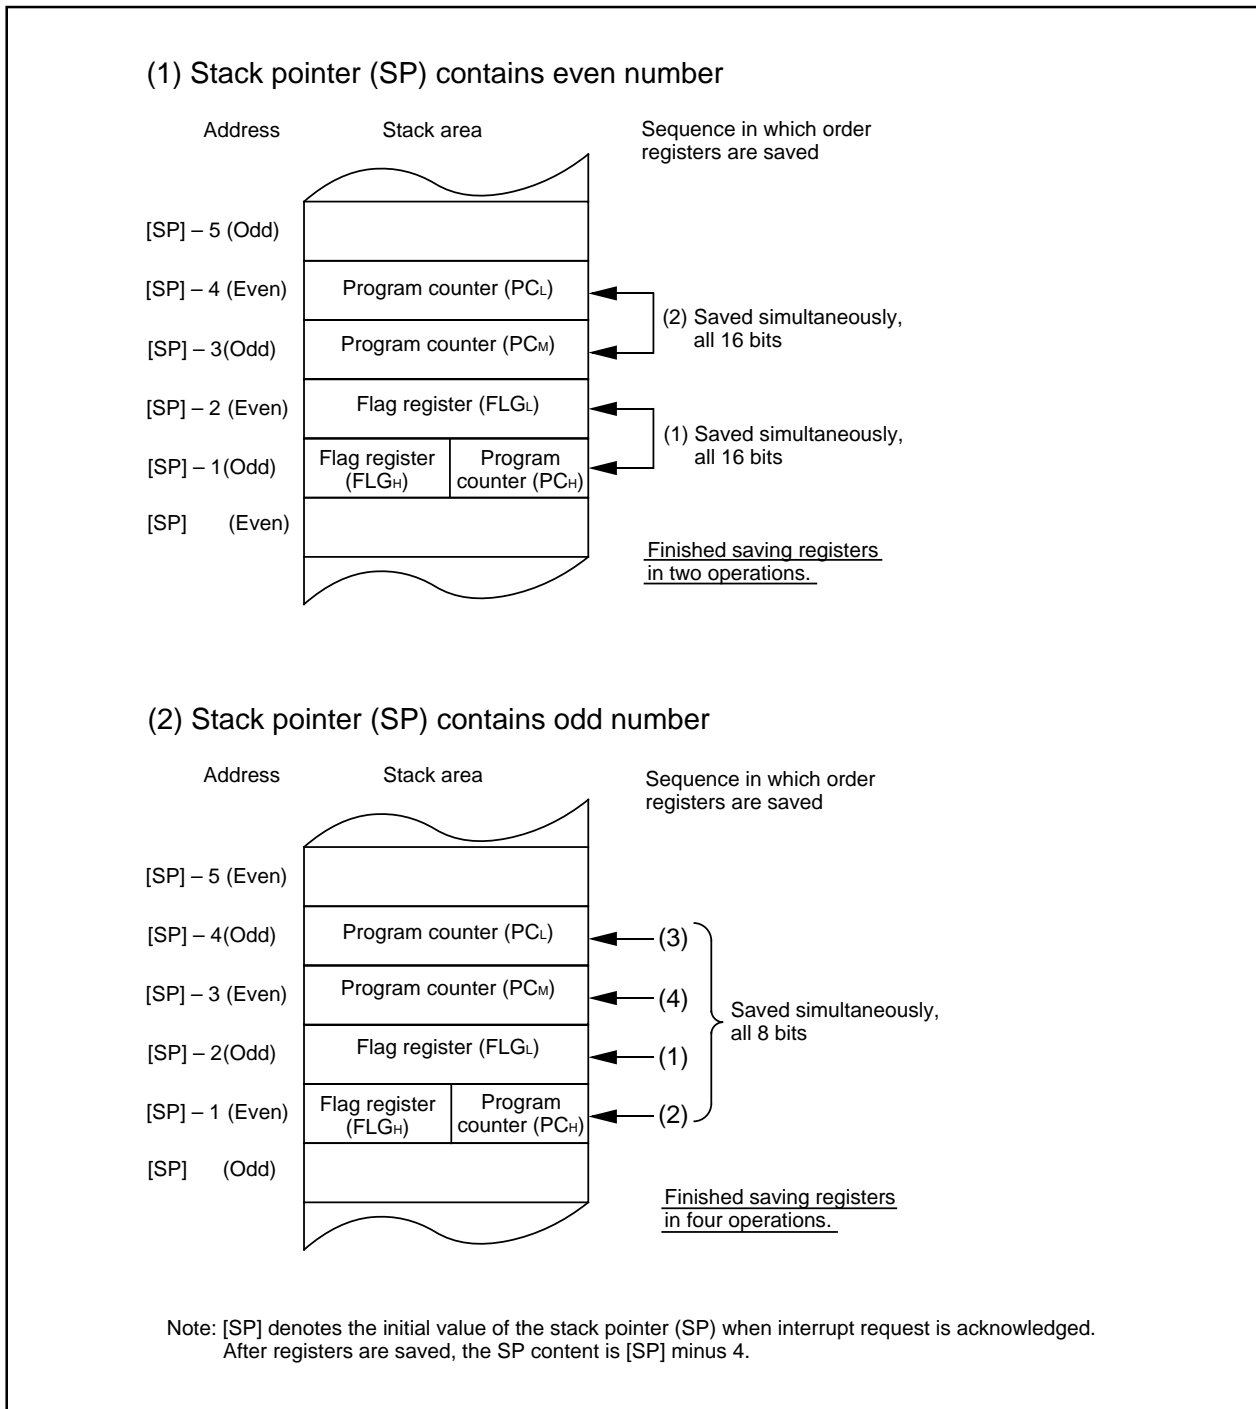 (1) Stack pointer (SP) contains even number
Address
Stack area
Sequence in which order
registers are saved
[SP] – 5 (Odd)
[SP] – 4 (Even)
Program counter (PCL)
(2) Saved simultaneously,
all 16 bits
[SP] – 3(Odd)
Program counter (PCM)
[SP] – 2 (Even)
Flag register (FLGL)
(1) Saved simultaneously,
all 16 bits
[SP] – 1(Odd)
Flag register
(FLGH)
Program
counter (PCH)
[SP] (Even)
Finished saving registers
in two operations.
(2) Stack pointer (SP) contains odd number
Address
Stack area
Sequence in which order
registers are saved
[SP] – 5 (Even)
[SP] – 4(Odd)
Program counter (PCL)
(3)
[SP] – 3 (Even)
Program counter (PCM)
(4)
Saved simultaneously,
all 8 bits
[SP] – 2(Odd)
Flag register (FLGL)
(1)
[SP] – 1 (Even)
Flag register
(FLGH)
Program
counter (PCH)
(2)
[SP] (Odd)
Finished saving registers
in four operations.
Note: [SP] denotes the initial value of the stack pointer (SP) when interrupt request is acknowledged.
After registers are saved, the SP content is [SP] minus 4.